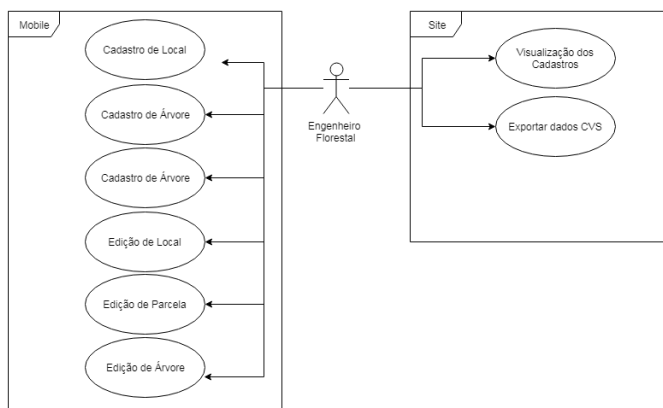 Mobile
Cadastro de Local
Cadastro de Árvore
Cadastro de Árvore
Edição de Local
Edição de Parcela
Edição de Árvore
Engenheiro
Florestal
Site
Visualização dos
Cadastros
Exportar dados CVS